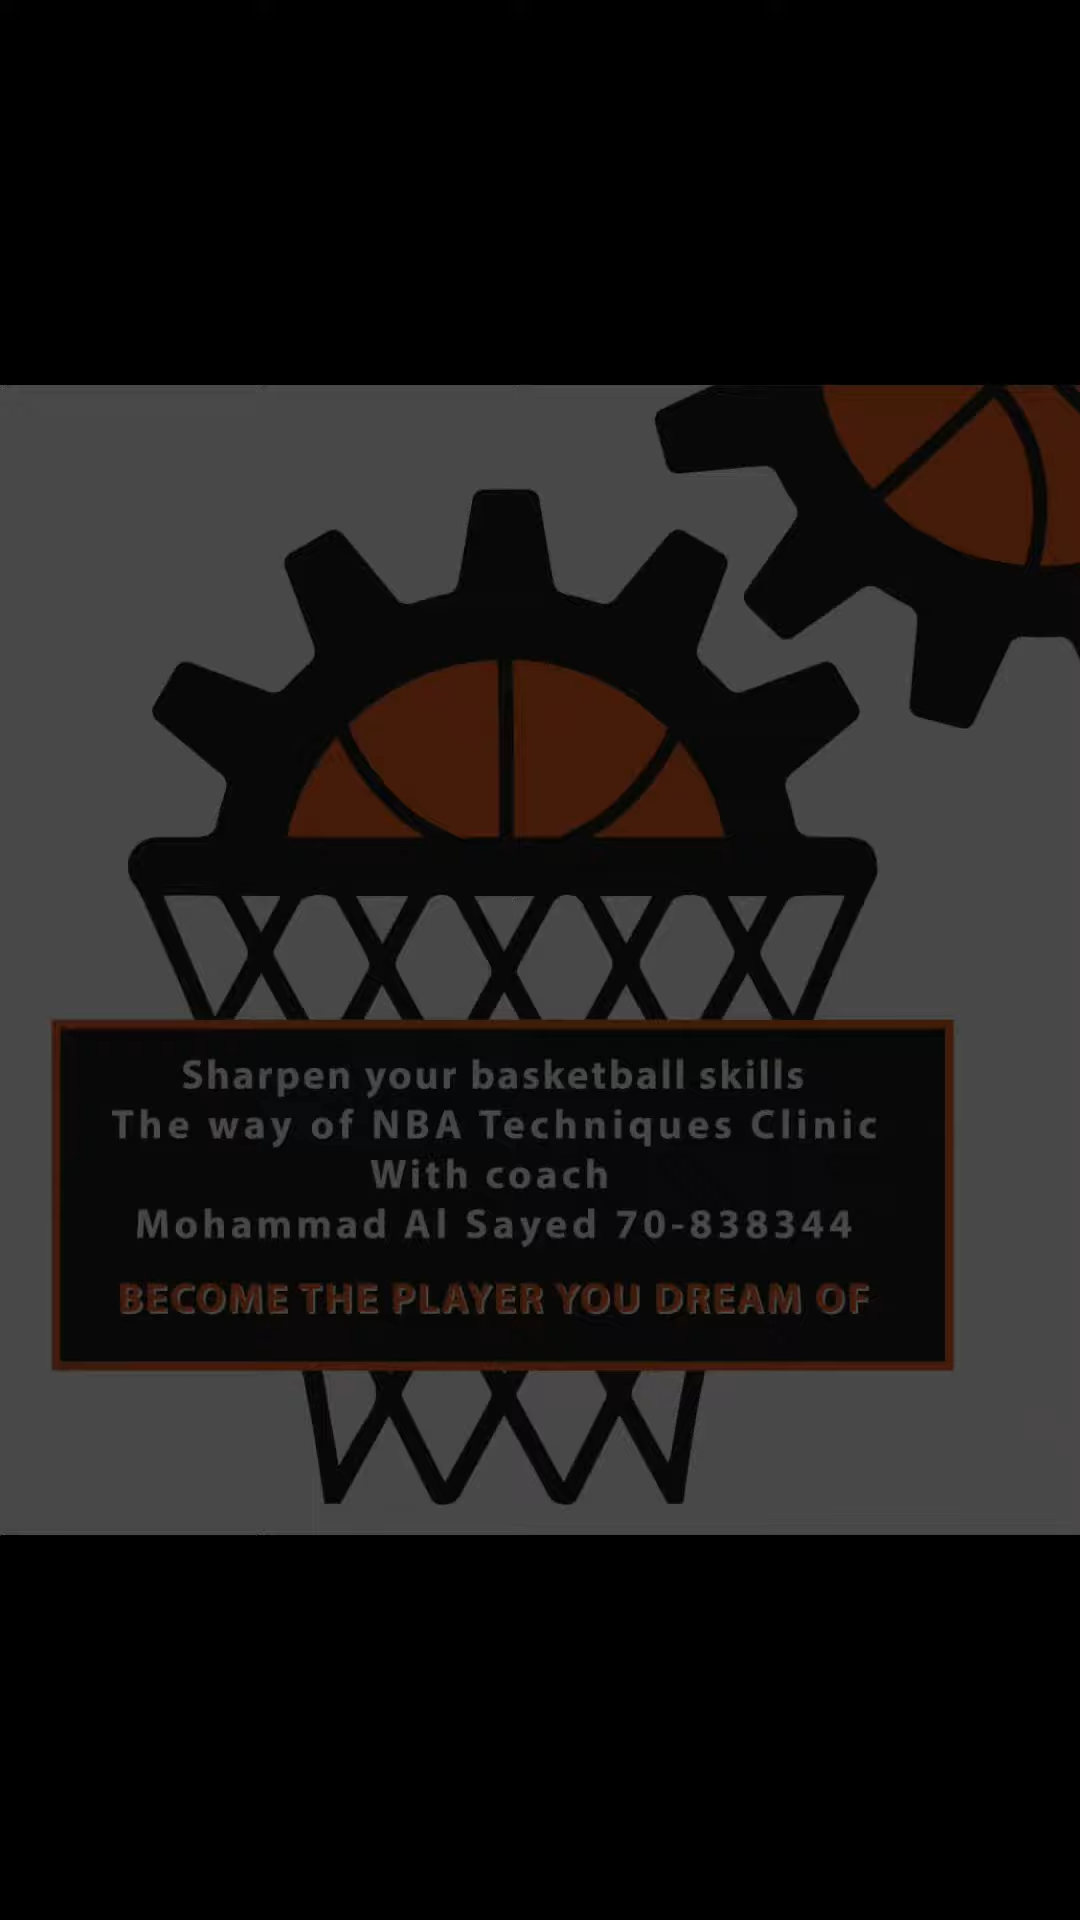 Sharpen your basketball skills
The way of NBA Techniques Clinic
With coach
Mohammad Al Sayed 70-838344
BECOME THE PLAYER YOU DREAM OF